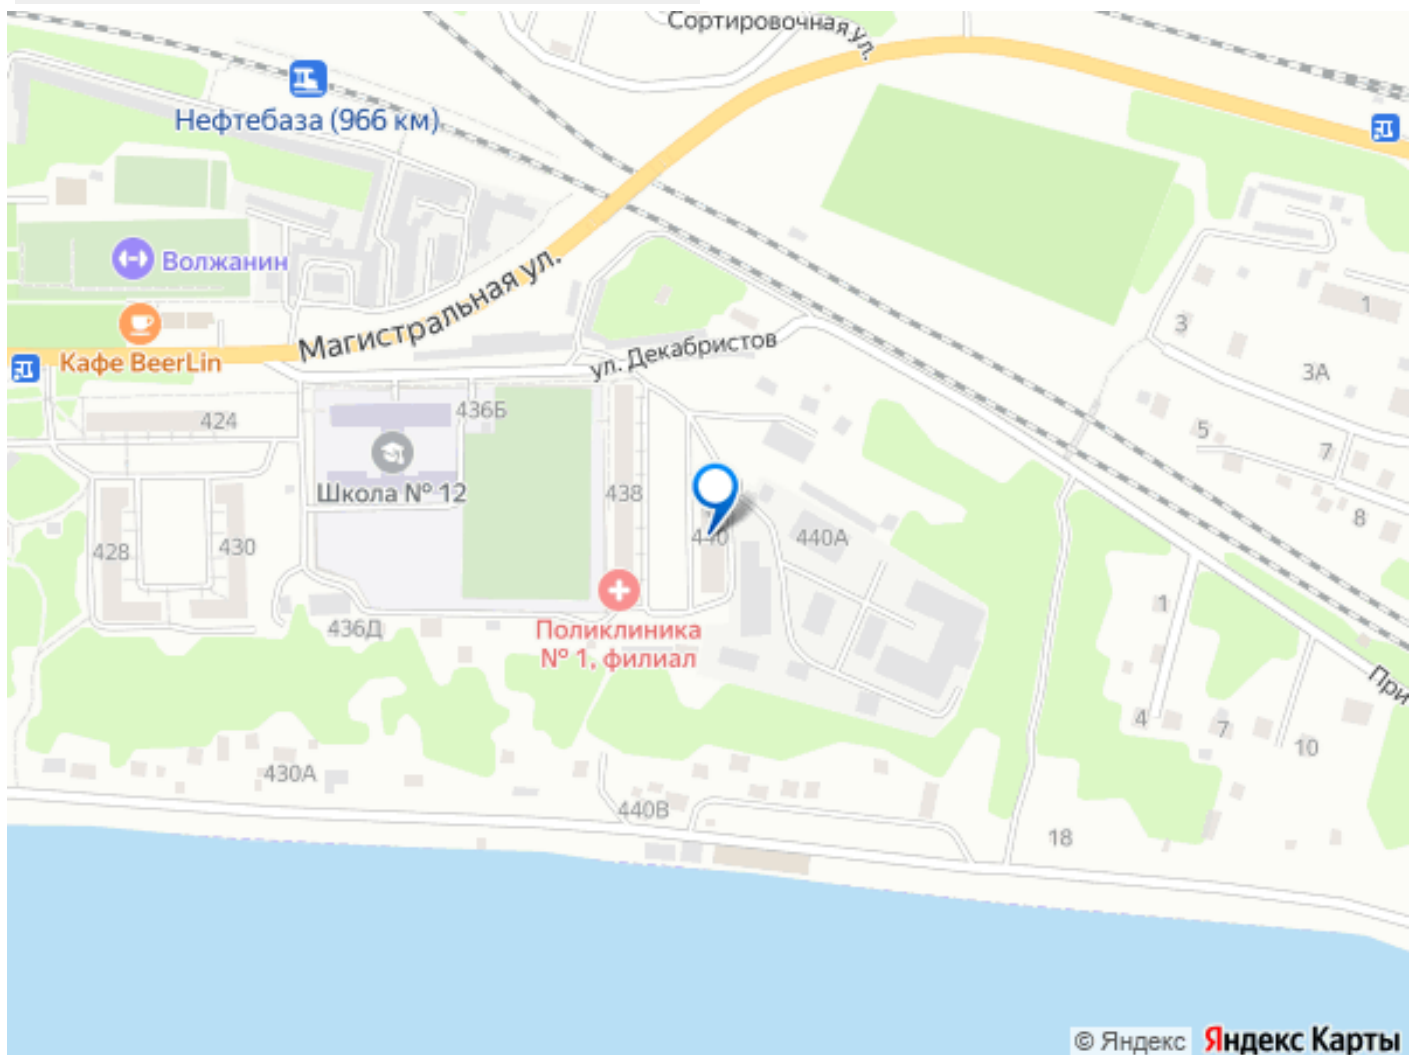 Сортировочная ул.
Нефтебаза (966 км)
Волжанин
Магистральная ул.
1
3
Кафе BeerLin
ул. Декабристов
3А
424
436Б
5
7
Школа № 12
438
8
428
430
440
440А
1
436Д
Поликлиника
№ 1, филиал
При
4
7
10
430А
440В
18
© Яндекс Яндекс Карты